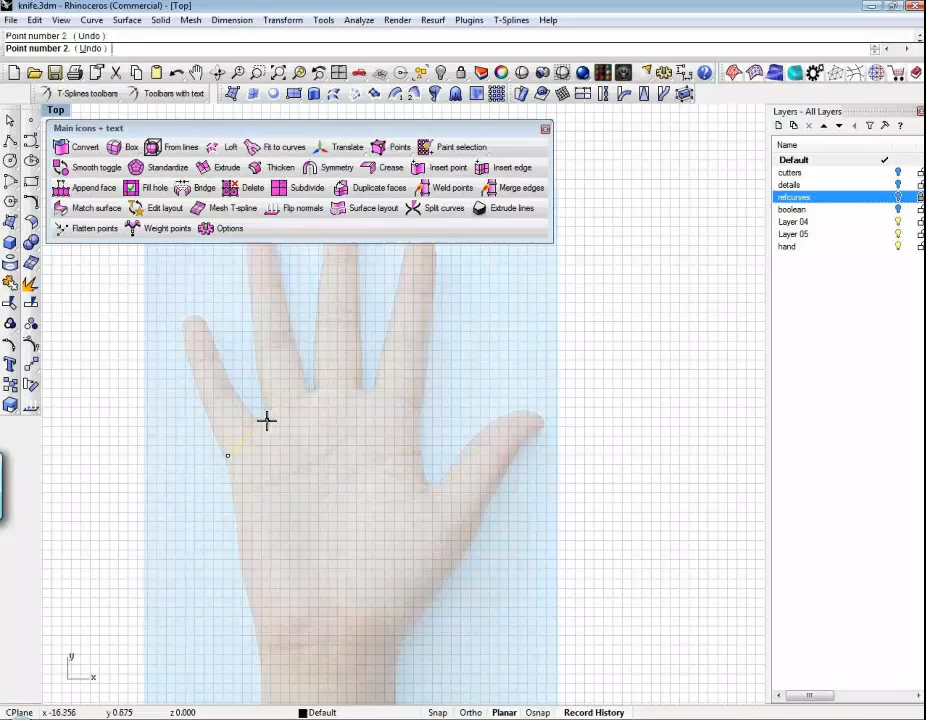 knife.3dm - Rhinoceros (Commercial) - [Top]
File Edit View Curve Surface Solid Mesh Dimension Transform Tools Analyze Render Resurf Plugins T-Splines Help
Point number 2 ( Undo )
Point number 2. ( Undo )
T-Splines toolbars Toolbars with text
Top
Main icons + text
Convert Box From lines Loft Fit to curves Translate Points Paint selection
Smooth toggle Standardize Extrude Thicken Symmetry Crease Insert point Insert edge
Append face Fill hole Bridge Delete Subdivide Duplicate faces Weld points Merge edges
Match surface Edit layout Mesh T-spline Flip normals Surface layout Split curves Extrude lines
Flatten points Weight points Options
Layers - All Layers
Name
Default
cutters
details
refcurves
boolean
Layer 04
Layer 05
hand
y
x
CPlane x -16.256 y 0.675 z 0.000 Default Snap Ortho Planar Osnap Record History